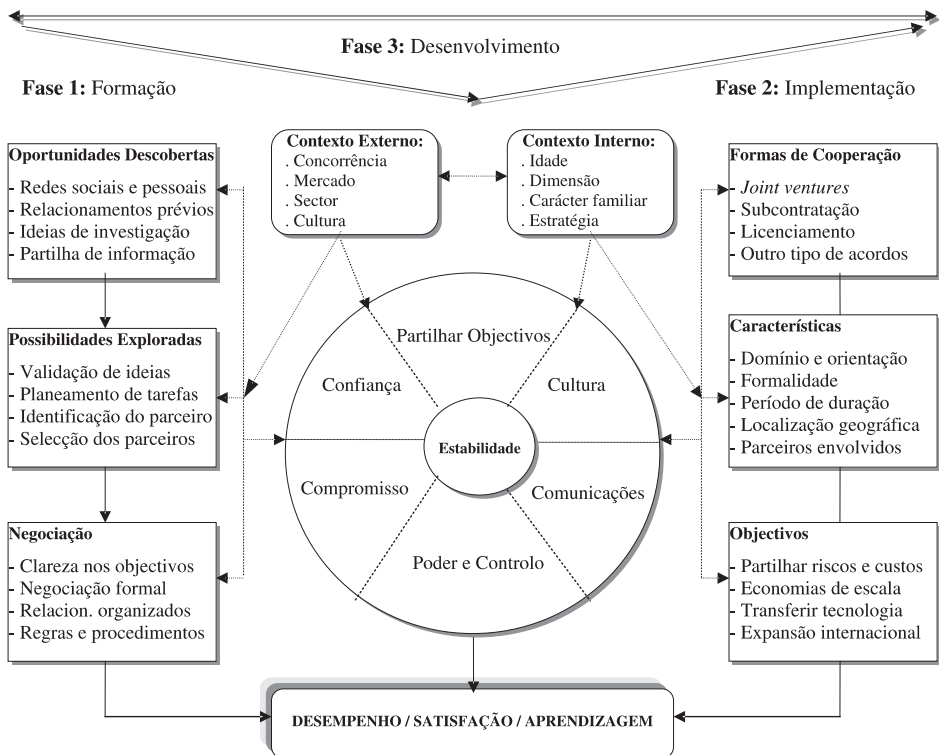 Fase 3: Desenvolvimento
Fase 1: Formação
Fase 2: Implementação
Oportunidades Descobertas
- Redes sociais e pessoais
- Relacionamentos prévios
- Ideias de investigação
- Partilha de informação
Possibilidades Exploradas
- Validação de ideias
- Planeamento de tarefas
- Identificação do parceiro
- Selecção dos parceiros
Negociação
- Clareza nos objectivos
- Negociação formal
- Relacion. organizados
- Regras e procedimentos
Contexto Externo:
. Concorrência
. Mercado
. Sector
. Cultura
Contexto Interno:
. Idade
. Dimensão
. Carácter familiar
. Estratégia
Partilhar Objectivos
Confiança
Cultura
Estabilidade
Compromisso
Comunicações
Poder e Controlo
Formas de Cooperação
- Joint ventures
- Subcontratação
- Licenciamento
- Outro tipo de acordos
Características
- Domínio e orientação
- Formalidade
- Período de duração
- Localização geográfica
- Parceiros envolvidos
Objectivos
- Partilhar riscos e custos
- Economias de escala
- Transferir tecnologia
- Expansão internacional
DESEMPENHO / SATISFAÇÃO / APRENDIZAGEM